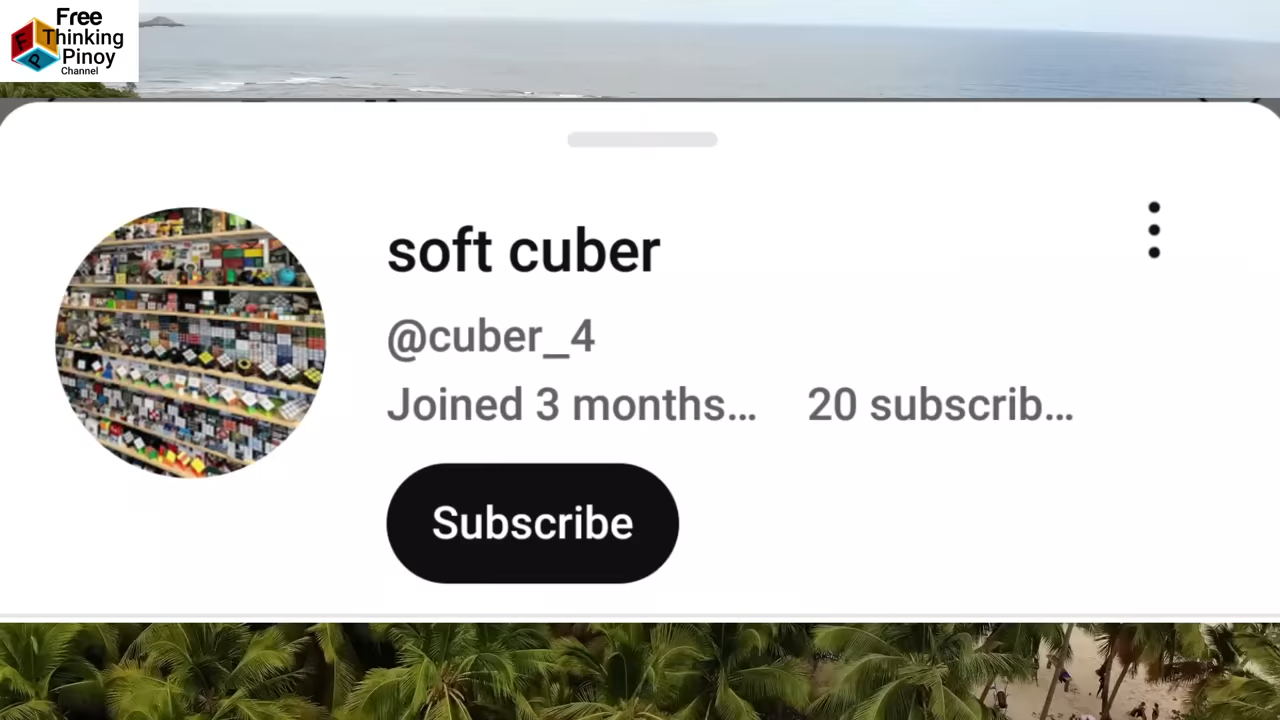 Free
Thinking
Pinoy
Channel
F
T
P
soft cuber
@cuber_4
Joined 3 months... 20 subscrib...
Subscribe